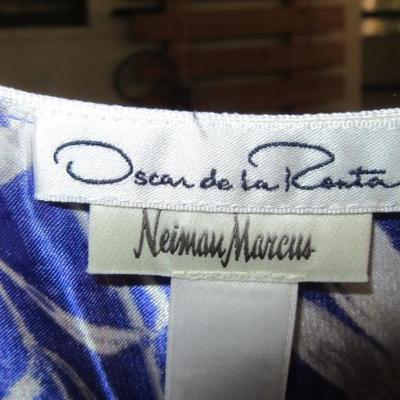 Oscar de la Renta
Neiman Marcus